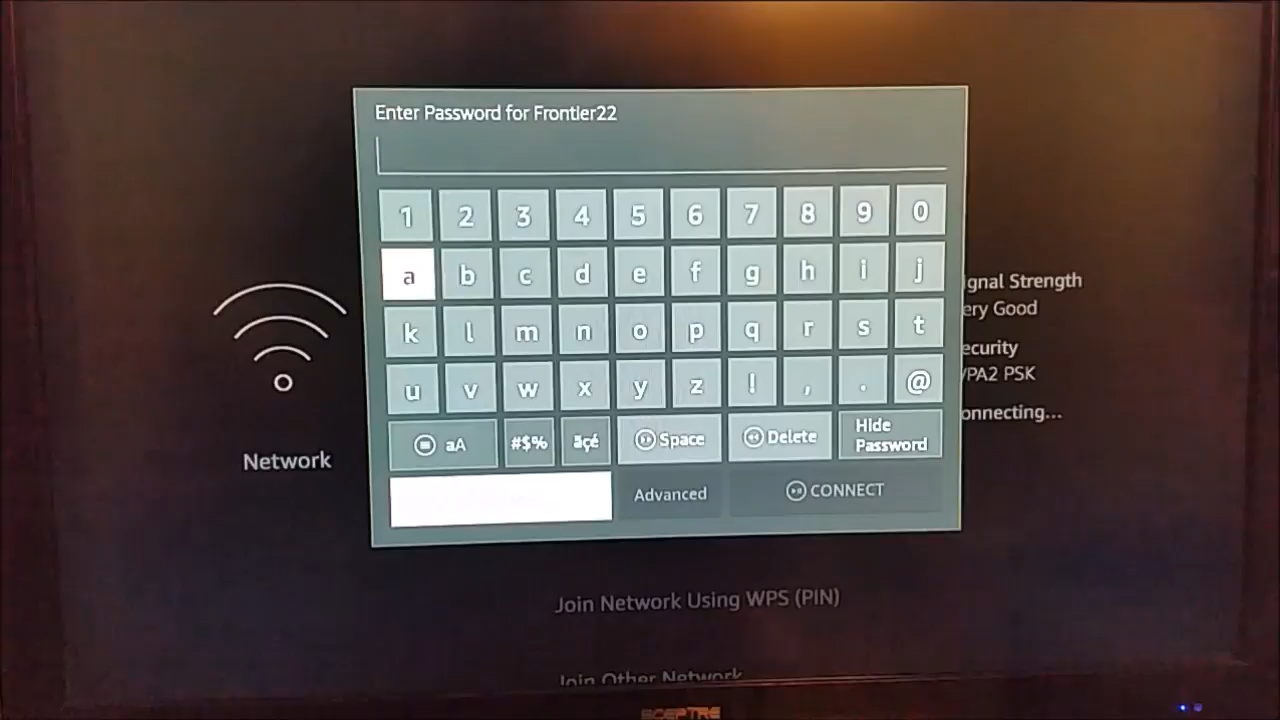 Enter Password for Frontier22
1 2 3 4 5 6 7 8 9 0
a b c d e f g h i j
k l m n o p q r s t
u v w x y z ! , . @
aA #$% ãçé Space Delete Hide Password
Advanced CONNECT
Network
ignal Strength
ery Good
ecurity
PA2 PSK
onnecting...
Join Network Using WPS (PIN)
Join Other Network
SCEPTRE